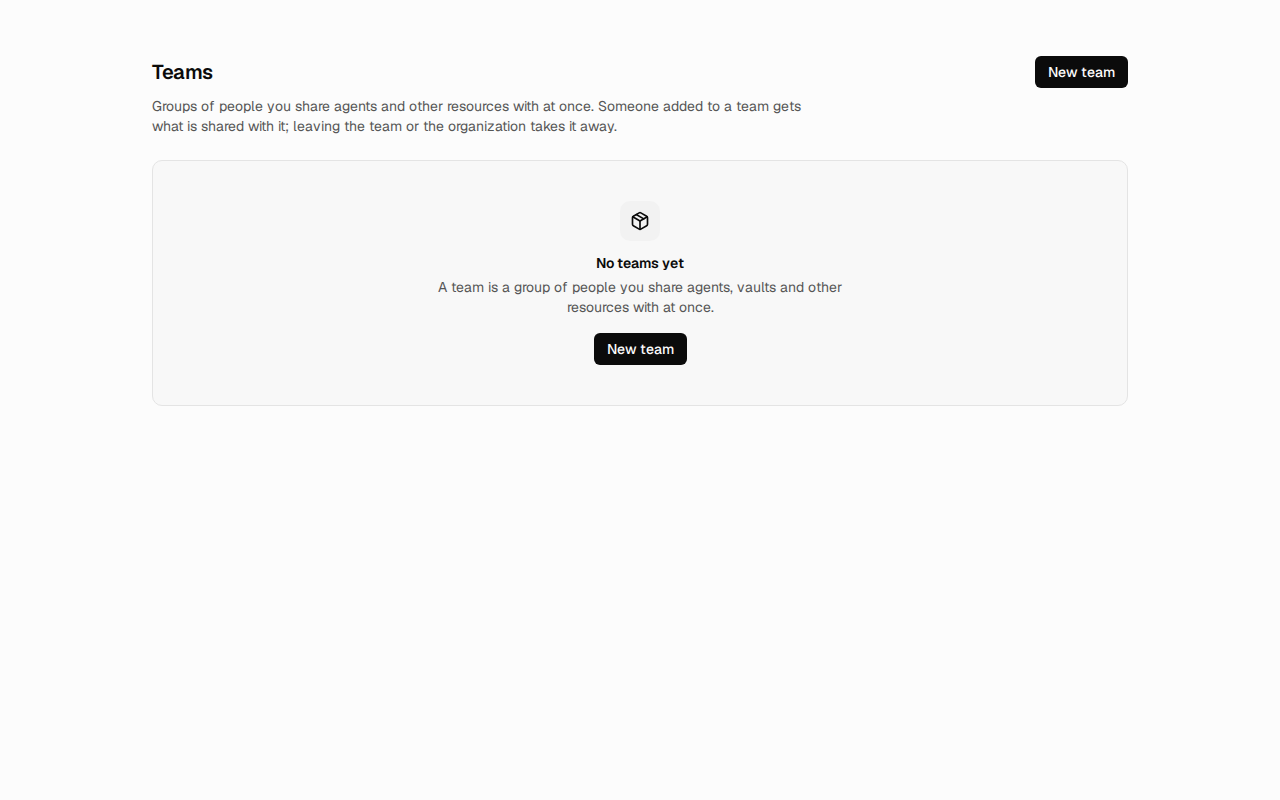 Teams
New team
Groups of people you share agents and other resources with at once. Someone added to a team gets
what is shared with it; leaving the team or the organization takes it away.
No teams yet
A team is a group of people you share agents, vaults and other
resources with at once.
New team